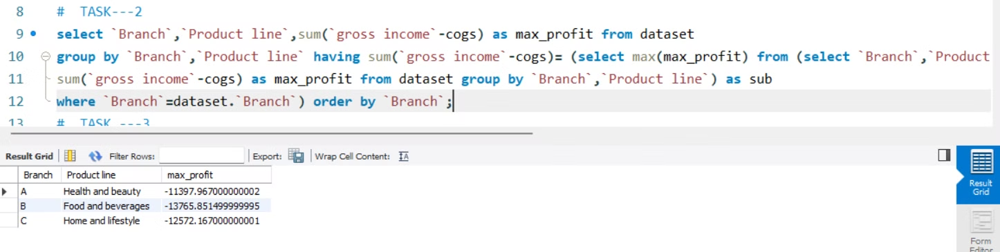 8 # TASK---2
9 select `Branch`,`Product line`,sum(`gross income`-cogs) as max_profit from dataset
10 group by `Branch`,`Product line` having sum(`gross income`-cogs)= (select max(max_profit) from (select `Branch`,`Product
11 sum(`gross income`-cogs) as max_profit from dataset group by `Branch`,`Product line`) as sub
12 where `Branch`=dataset.`Branch`) order by `Branch`;
13 # TASK ---3
Result Grid Filter Rows: Export: Wrap Cell Content: IA
Branch Product line max_profit
A Health and beauty -11397.967000000002
B Food and beverages -13765.851499999995
C Home and lifestyle -12572.167000000001
Result
Grid
Form
Editor